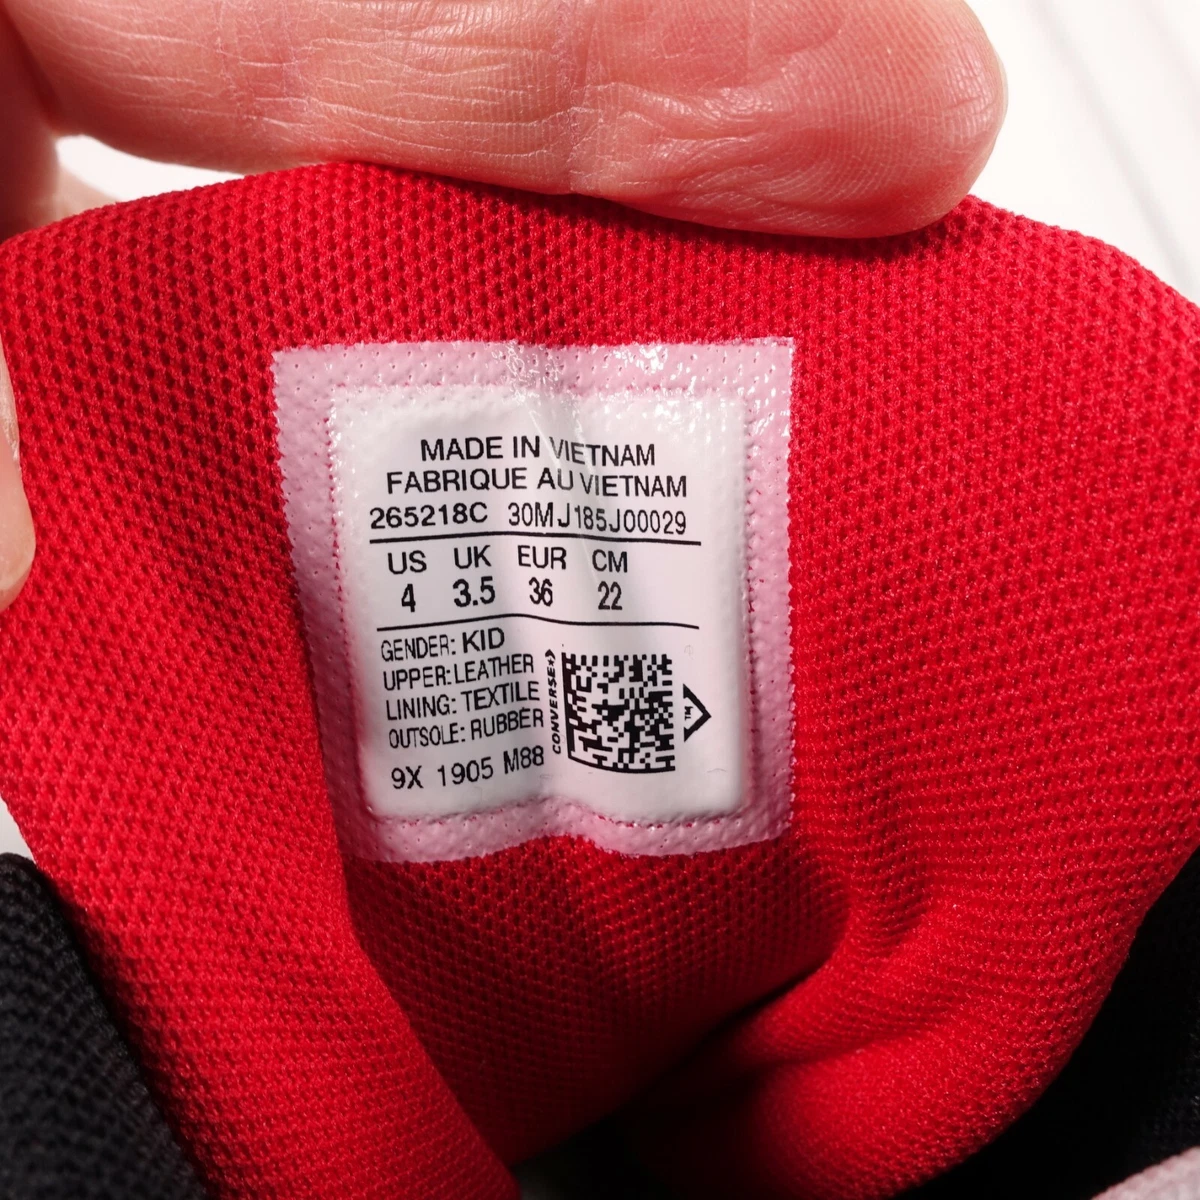 MADE IN VIETNAM
FABRIQUE AU VIETNAM
265218C 30MJ185J00029
US UK EUR CM
4 3.5 36 22
GENDER: KID
UPPER: LEATHER
LINING: TEXTILE
OUTSOLE: RUBBER
9X 1905 M88
CONVERSE
TM